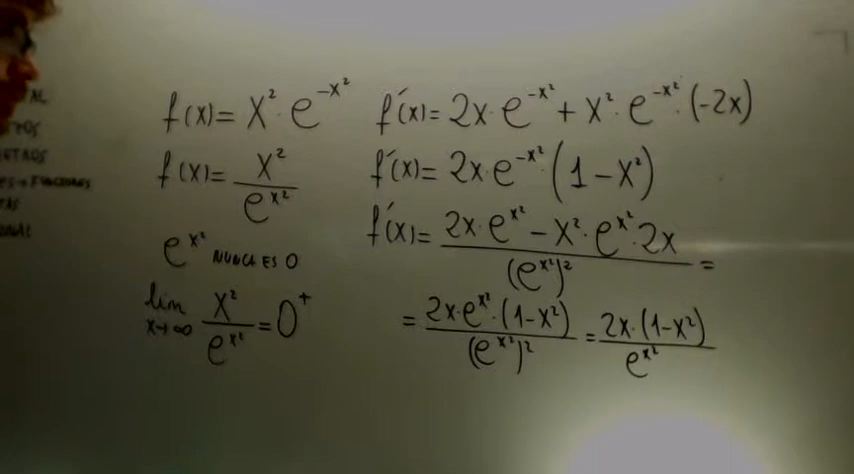 f(x) = x² · e^(-x²)
f(x) = x² / e^(x²)
e^(x²) NUNCA ES 0
lim x→∞ x² / e^(x²) = 0⁺
f´(x) = 2x · e^(-x²) + x² · e^(-x²) · (-2x)
f´(x) = 2x · e^(-x²) (1 - x²)
f´(x) = (2x · e^(x²) - x² · e^(x²) · 2x) / (e^(x²))² =
= (2x · e^(x²) · (1-x²)) / (e^(x²))² = (2x · (1-x²)) / e^(x²)